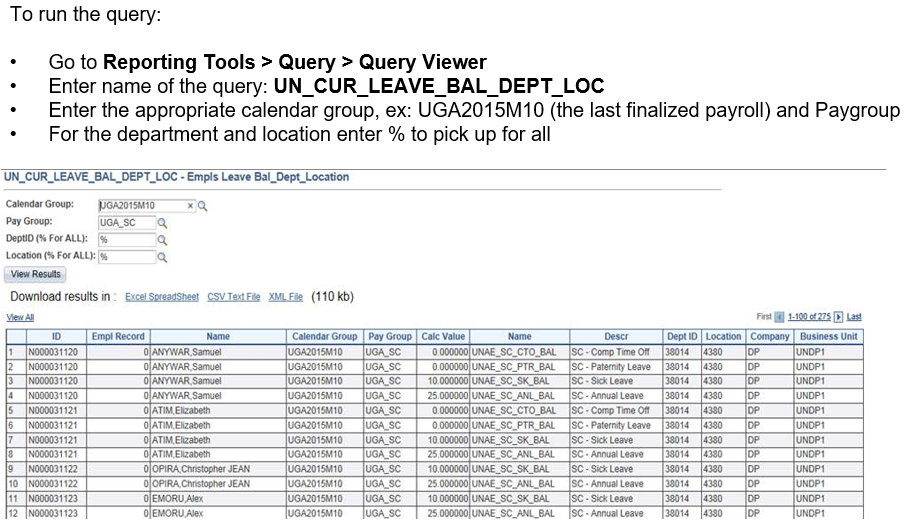 To run the query:
• Go to Reporting Tools > Query > Query Viewer
• Enter name of the query: UN_CUR_LEAVE_BAL_DEPT_LOC
• Enter the appropriate calendar group, ex: UGA2015M10 (the last finalized payroll) and Paygroup
• For the department and location enter % to pick up for all
UN_CUR_LEAVE_BAL_DEPT_LOC - Empls Leave Bal_Dept_Location
Calendar Group: UGA2015M10 x
Pay Group: UGA_SC
DeptID (% For ALL): %
Location (% For ALL): %
View Results
Download results in : Excel SpreadSheet CSV Text File XML File (110 kb)
View All First 1-100 of 275 Last
ID Empl Record Name Calendar Group Pay Group Calc Value Name Descr Dept ID Location Company Business Unit
1 N000031120 0 ANYWAR,Samuel UGA2015M10 UGA_SC 0.000000 UNAE_SC_CTO_BAL SC - Comp Time Off 38014 4380 DP UNDP1
2 N000031120 0 ANYWAR,Samuel UGA2015M10 UGA_SC 0.000000 UNAE_SC_PTR_BAL SC - Paternity Leave 38014 4380 DP UNDP1
3 N000031120 0 ANYWAR,Samuel UGA2015M10 UGA_SC 10.000000 UNAE_SC_SK_BAL SC - Sick Leave 38014 4380 DP UNDP1
4 N000031120 0 ANYWAR,Samuel UGA2015M10 UGA_SC 25.000000 UNAE_SC_ANL_BAL SC - Annual Leave 38014 4380 DP UNDP1
5 N000031121 0 ATIM,Elizabeth UGA2015M10 UGA_SC 0.000000 UNAE_SC_CTO_BAL SC - Comp Time Off 38014 4380 DP UNDP1
6 N000031121 0 ATIM,Elizabeth UGA2015M10 UGA_SC 0.000000 UNAE_SC_PTR_BAL SC - Paternity Leave 38014 4380 DP UNDP1
7 N000031121 0 ATIM,Elizabeth UGA2015M10 UGA_SC 10.000000 UNAE_SC_SK_BAL SC - Sick Leave 38014 4380 DP UNDP1
8 N000031121 0 ATIM,Elizabeth UGA2015M10 UGA_SC 25.000000 UNAE_SC_ANL_BAL SC - Annual Leave 38014 4380 DP UNDP1
9 N000031122 0 OPIRA,Christopher JEAN UGA2015M10 UGA_SC 10.000000 UNAE_SC_SK_BAL SC - Sick Leave 38014 4380 DP UNDP1
10 N000031122 0 OPIRA,Christopher JEAN UGA2015M10 UGA_SC 25.000000 UNAE_SC_ANL_BAL SC - Annual Leave 38014 4380 DP UNDP1
11 N000031123 0 EMORU,Alex UGA2015M10 UGA_SC 10.000000 UNAE_SC_SK_BAL SC - Sick Leave 38014 4380 DP UNDP1
12 N000031123 0 EMORU,Alex UGA2015M10 UGA_SC 25.000000 UNAE_SC_ANL_BAL SC - Annual Leave 38014 4380 DP UNDP1